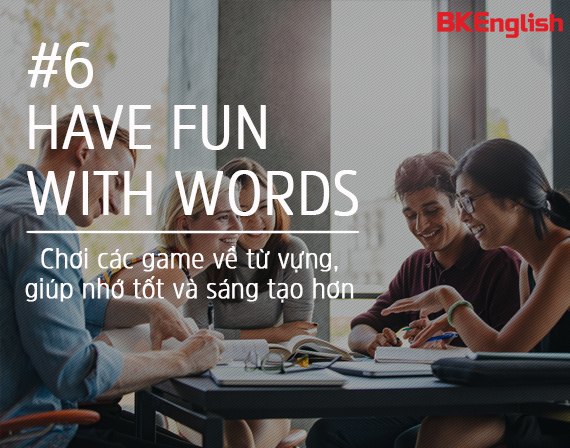 BKEnglish
#6
HAVE FUN
WITH WORDS
Chơi các game về từ vựng,
giúp nhớ tốt và sáng tạo hơn